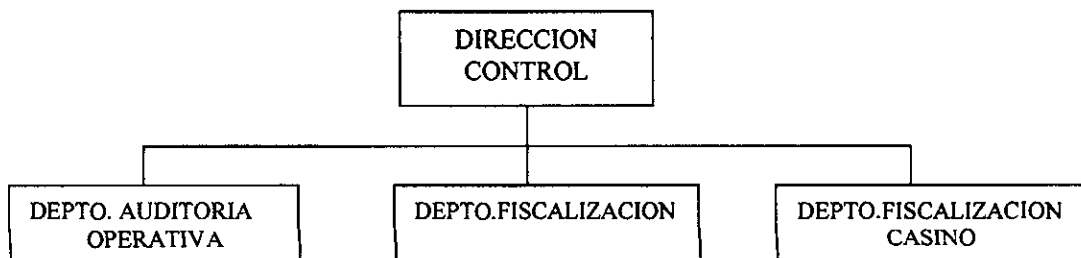 DIRECCION
CONTROL
DEPTO. AUDITORIA
OPERATIVA
DEPTO.FISCALIZACION
DEPTO.FISCALIZACION
CASINO